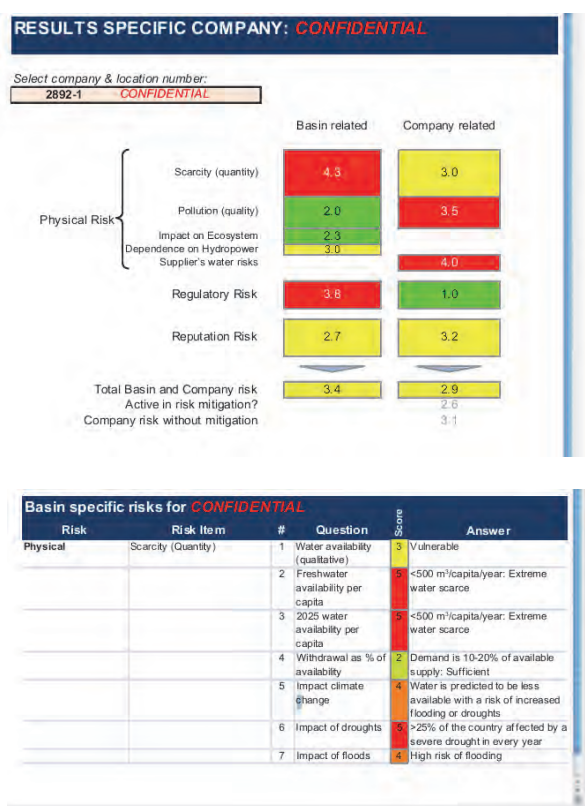 RESULTS SPECIFIC COMPANY: CONFIDENTIAL
Select company & location number:
2892-1 CONFIDENTIAL
Basin related Company related
Scarcity (quantity) 4.3 3.0
Pollution (quality) 2.0 3.5
Physical Risk
Impact on Ecosystem 2.3
Dependence on Hydropower 3.0
Supplier's water risks 4.0
Regulatory Risk 3.8 1.0
Reputation Risk 2.7 3.2
Total Basin and Company risk 3.4 2.9
Active in risk mitigation? 2.6
Company risk without mitigation 3.1
Basin specific risks for CONFIDENTIAL
Risk Risk Item # Question Score Answer
Physical Scarcity (Quantity) 1 Water availability 3 Vulnerable
(qualitative)
2 Freshwater 5 <500 m³/capita/year: Extreme
availability per water scarce
capita
3 2025 water 5 <500 m³/capita/year: Extreme
availability per water scarce
capita
4 Withdrawal as % of 2 Demand is 10-20% of available
availability supply: Sufficient
5 Impact climate 4 Water is predicted to be less
change available with a risk of increased
flooding or droughts
6 Impact of droughts 5 >25% of the country affected by a
severe drought in every year
7 Impact of floods 4 High risk of flooding